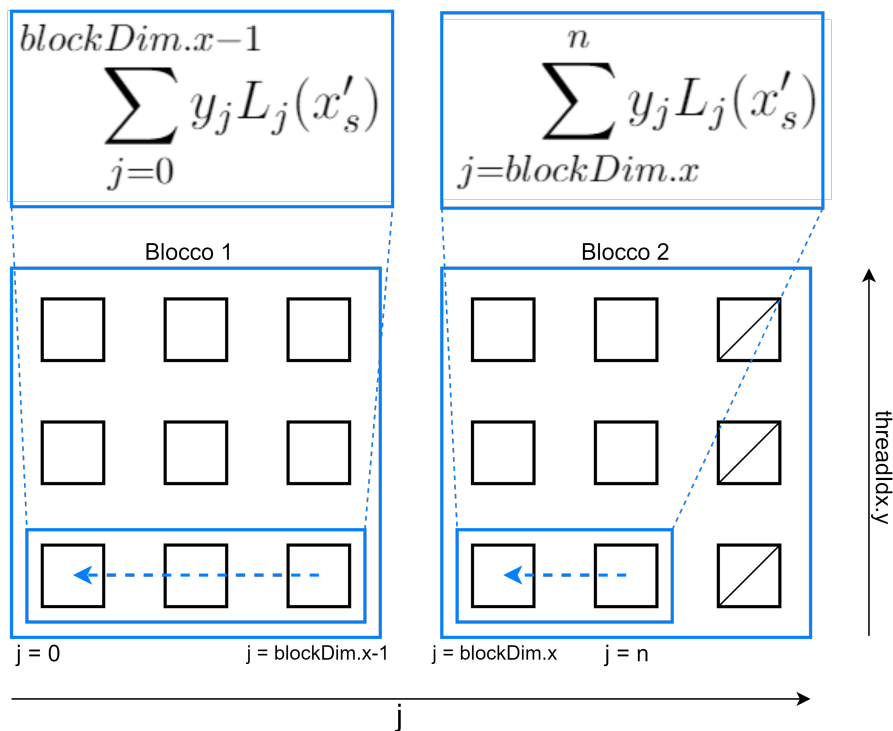 blockDim.x−1
∑ y_j L_j(x′_s)
j=0
n
∑ y_j L_j(x′_s)
j=blockDim.x
Blocco 1
Blocco 2
threadIdx.y
j = 0
j = blockDim.x-1
j = blockDim.x
j = n
j